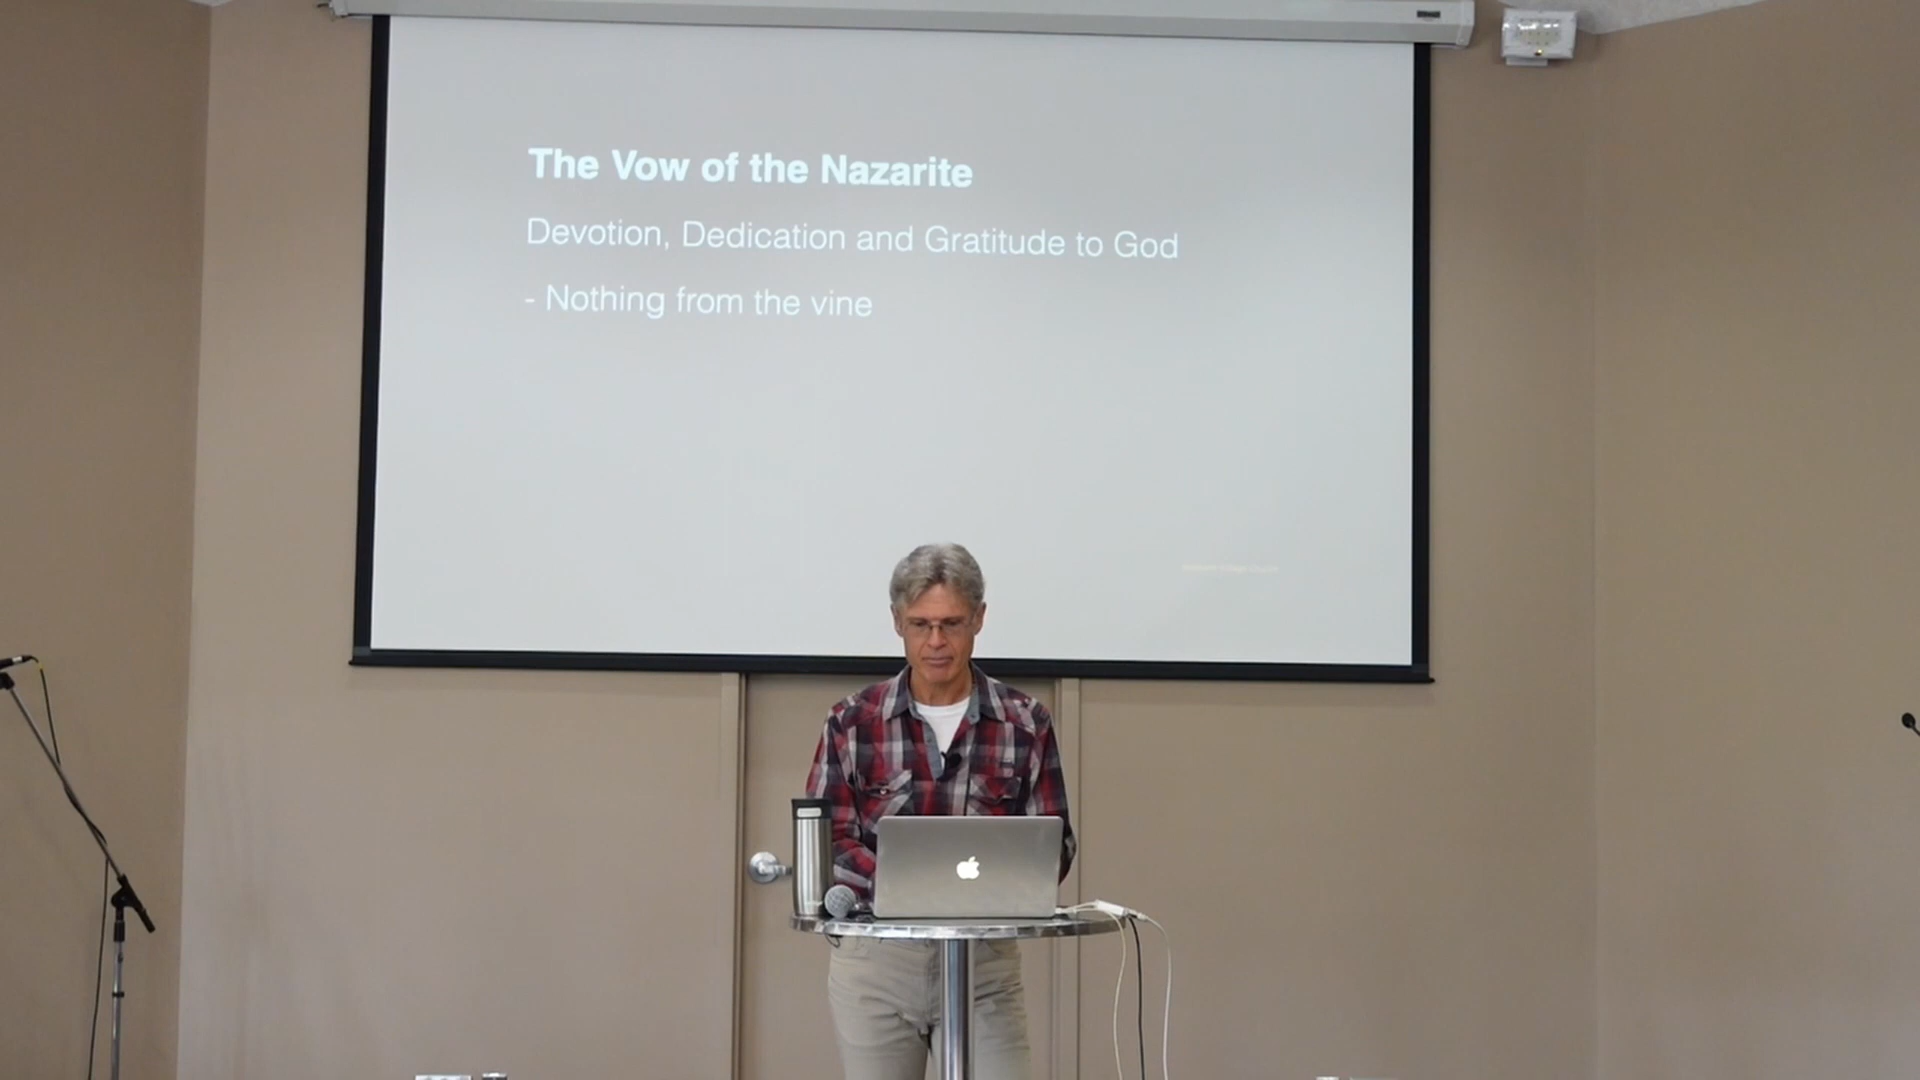 The Vow of the Nazarite
Devotion, Dedication and Gratitude to God
- Nothing from the vine